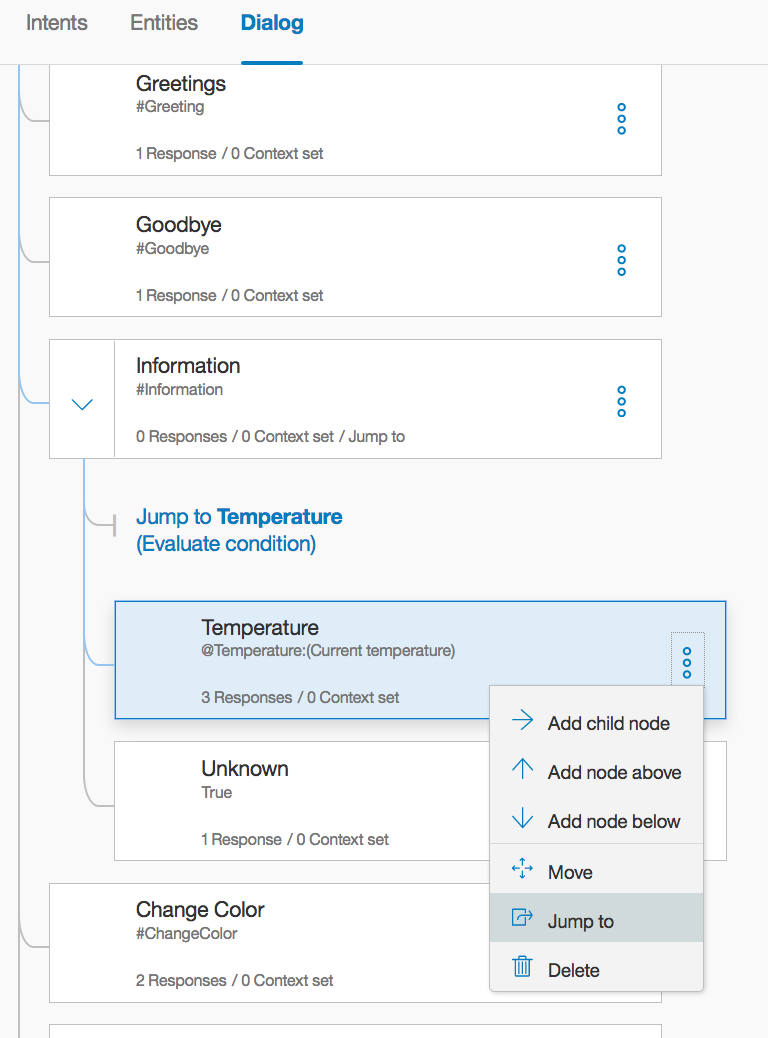 Intents Entities Dialog
Greetings
#Greeting
1 Response / 0 Context set
Goodbye
#Goodbye
1 Response / 0 Context set
Information
#Information
0 Responses / 0 Context set / Jump to
Jump to Temperature
(Evaluate condition)
Temperature
@Temperature:(Current temperature)
3 Responses / 0 Context set
Add child node
Add node above
Add node below
Move
Jump to
Delete
Unknown
True
1 Response / 0 Context set
Change Color
#ChangeColor
2 Responses / 0 Context set